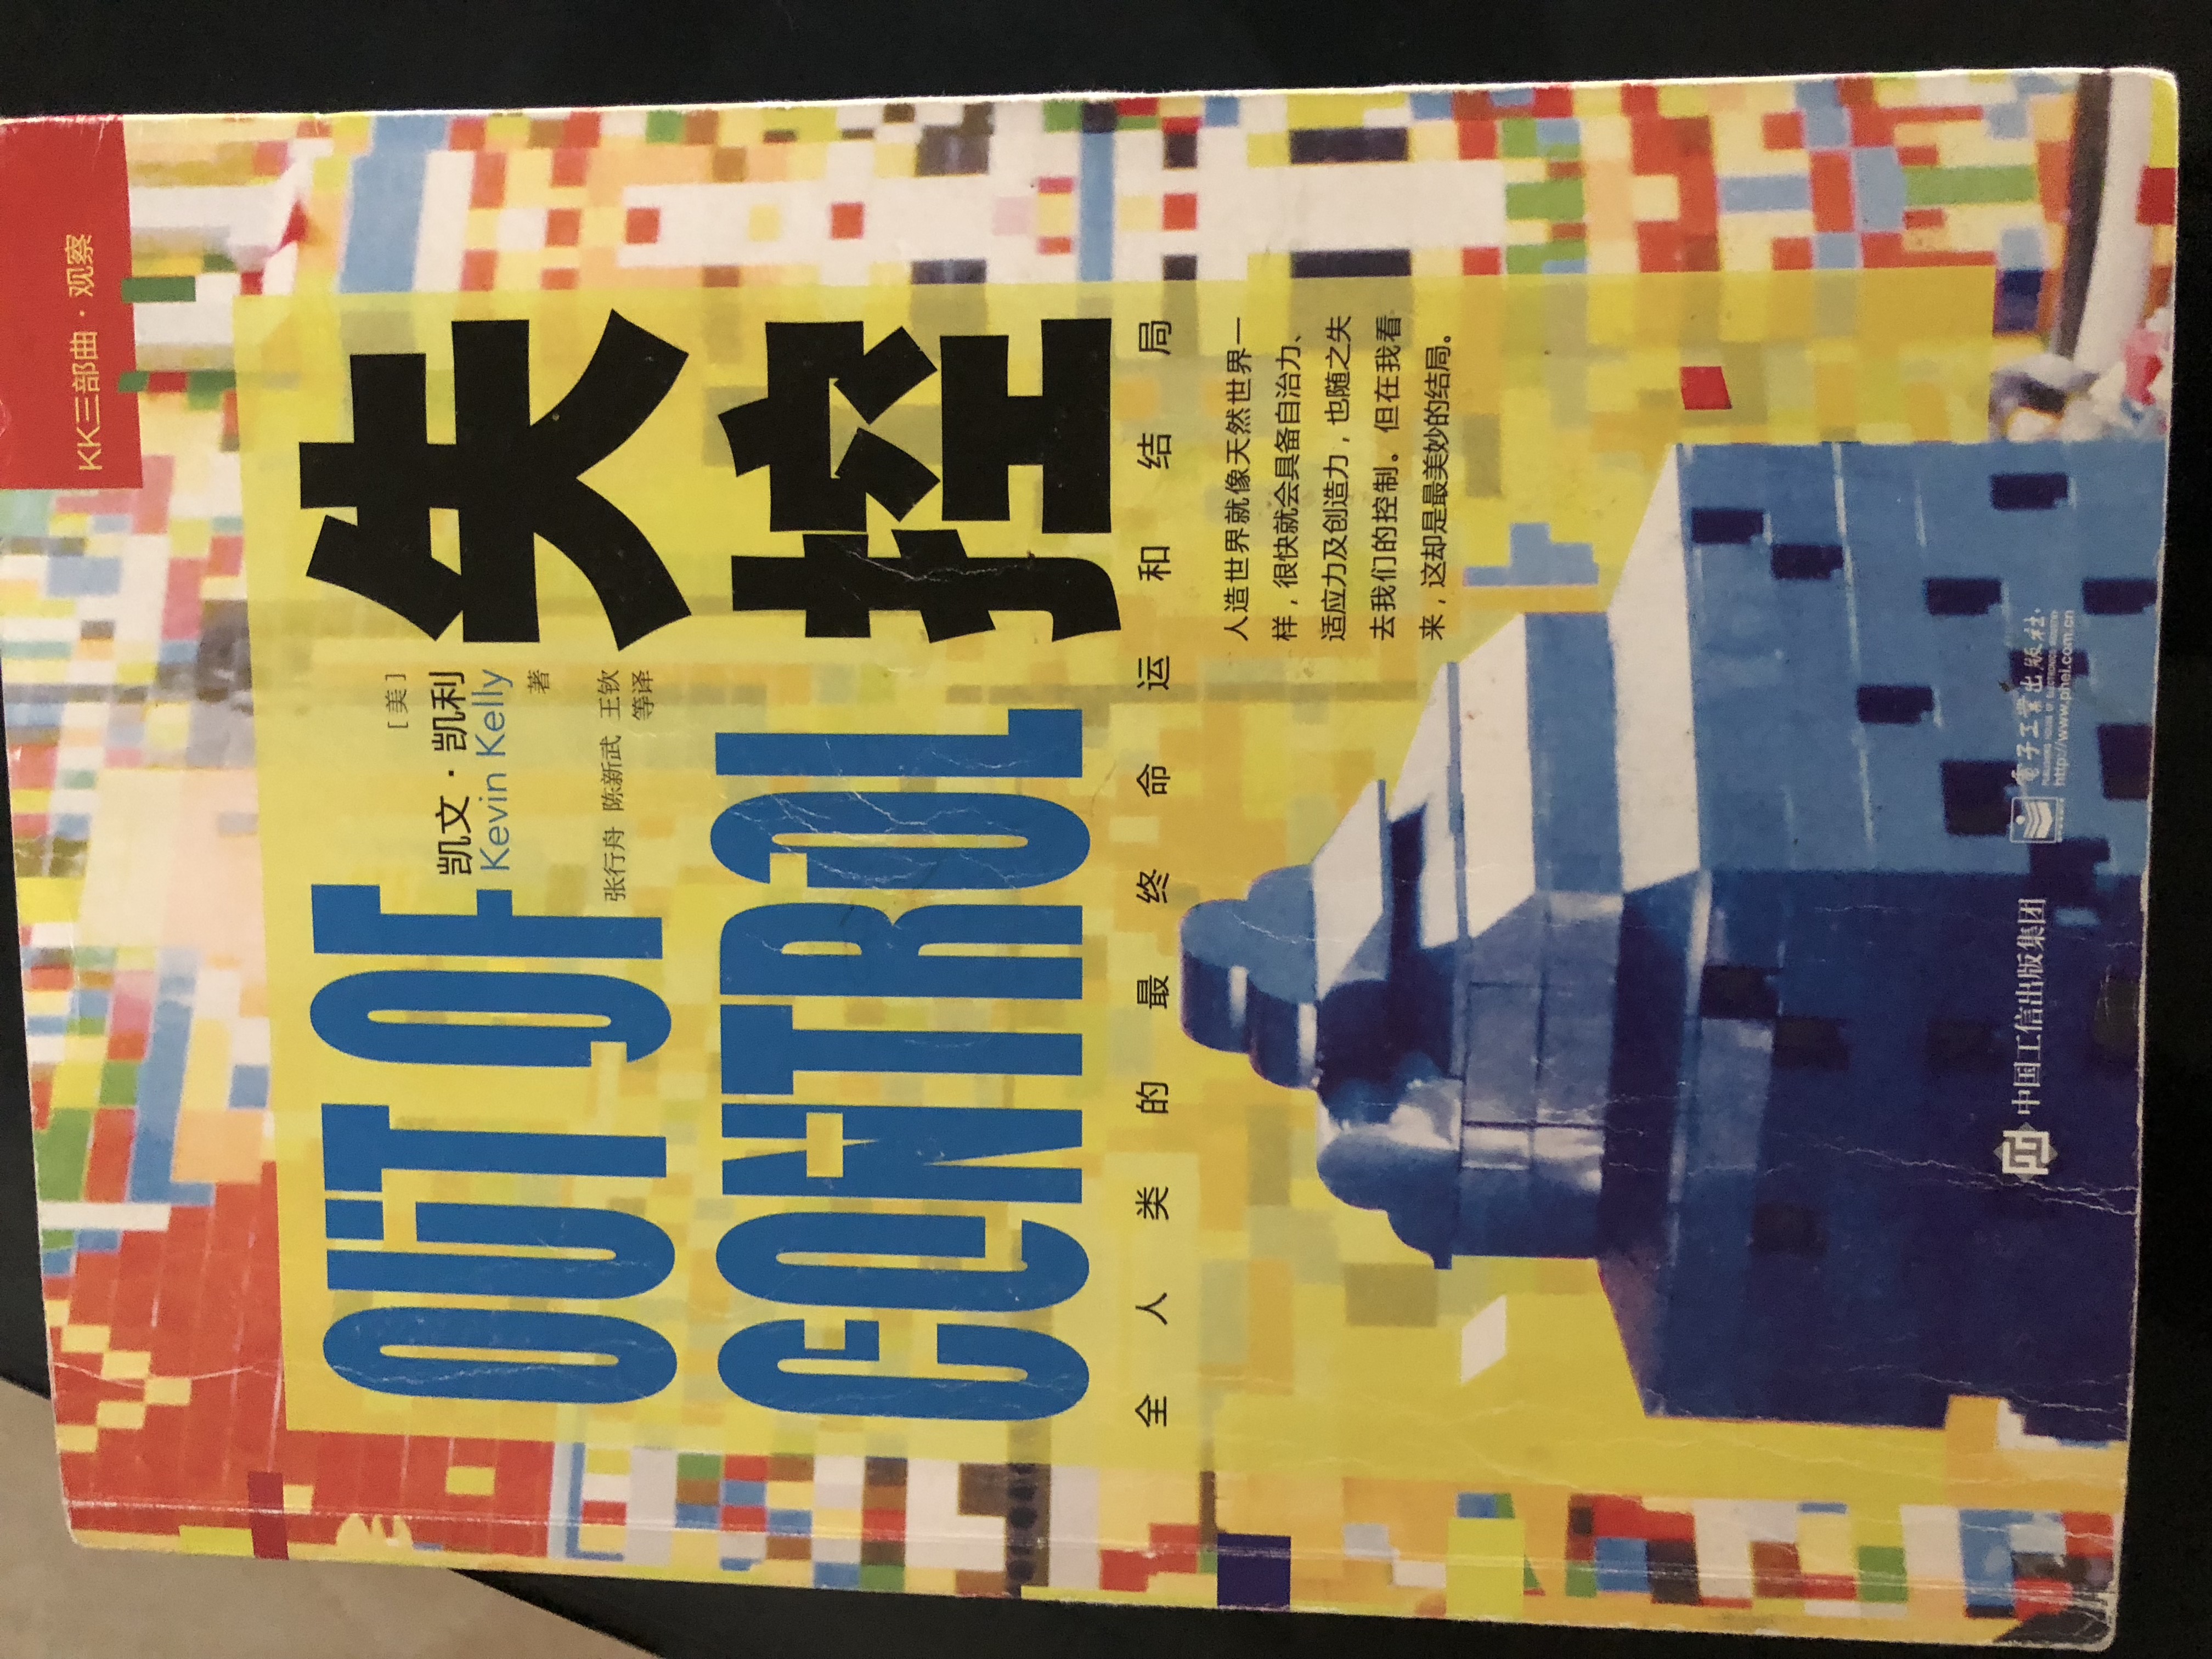 KK三部曲·观察
OUT OF
CONTROL
[美]
凯文·凯利
Kevin Kelly
著
张行舟 陈新武 王钦
等译
失控
全人类的最终命运和结局
人造世界就像天然世界一
样，很快就会具备自治力、
适应力及创造力，也随之失
去我们的控制。但在我看
来，这却是最美妙的结局。
中国工信出版集团
電子工業出版社·
PUBLISHING HOUSE OF ELECTRONICS INDUSTRY
http://www.phei.com.cn